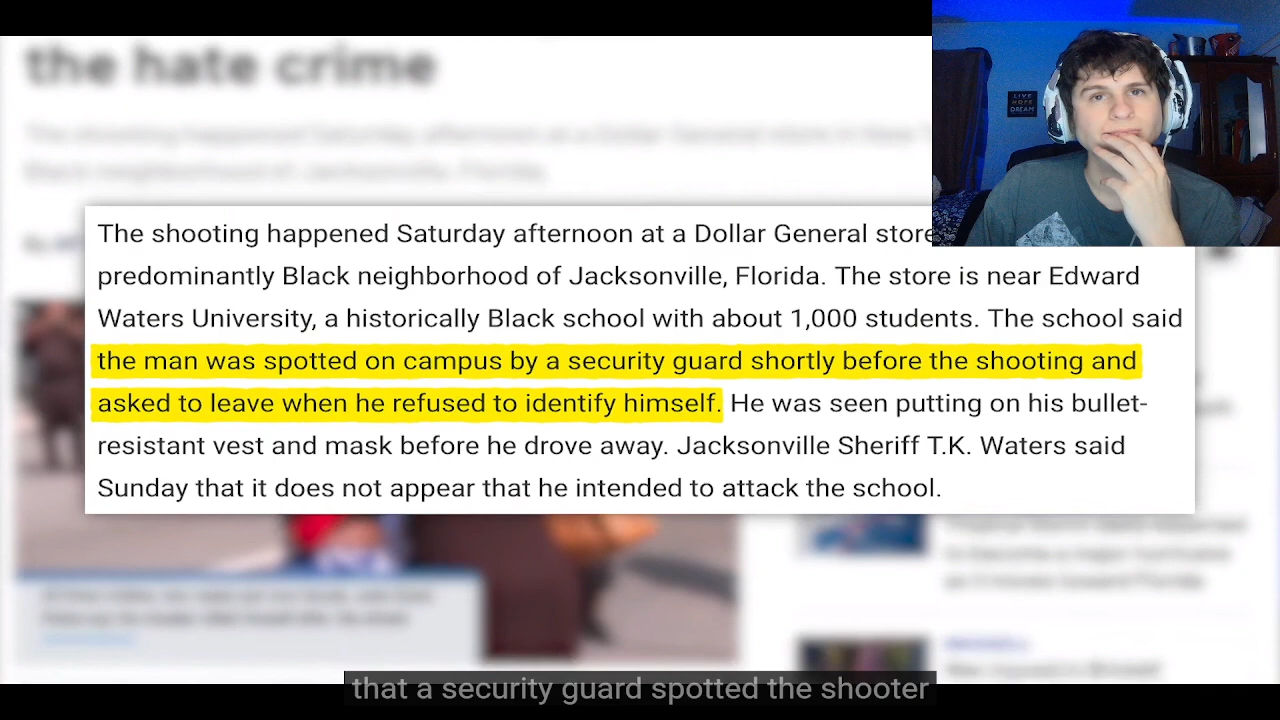 the hate crime
LIVE
HOPE
DREAM
The shooting happened Saturday afternoon at a Dollar General store
predominantly Black neighborhood of Jacksonville, Florida. The store is near Edward
Waters University, a historically Black school with about 1,000 students. The school said
the man was spotted on campus by a security guard shortly before the shooting and
asked to leave when he refused to identify himself. He was seen putting on his bullet-
resistant vest and mask before he drove away. Jacksonville Sheriff T.K. Waters said
Sunday that it does not appear that he intended to attack the school.
that a security guard spotted the shooter